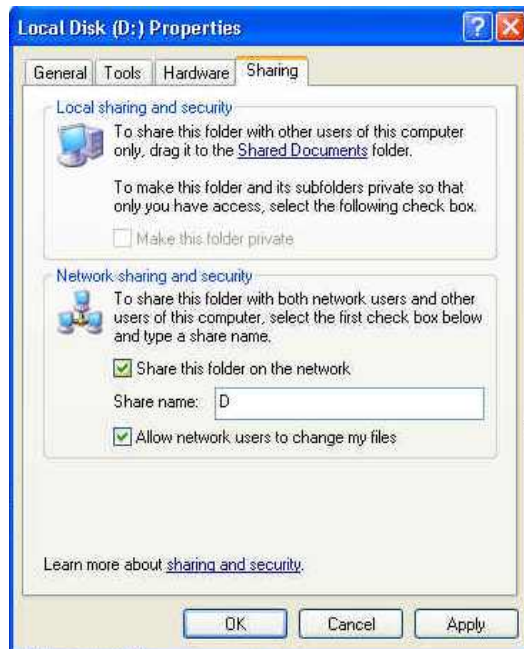 Local Disk (D:) Properties
General Tools Hardware Sharing
Local sharing and security
To share this folder with other users of this computer
only, drag it to the Shared Documents folder.
To make this folder and its subfolders private so that
only you have access, select the following check box.
Make this folder private
Network sharing and security
To share this folder with both network users and other
users of this computer, select the first check box below
and type a share name.
Share this folder on the network
Share name: D
Allow network users to change my files
Learn more about sharing and security.
OK Cancel Apply